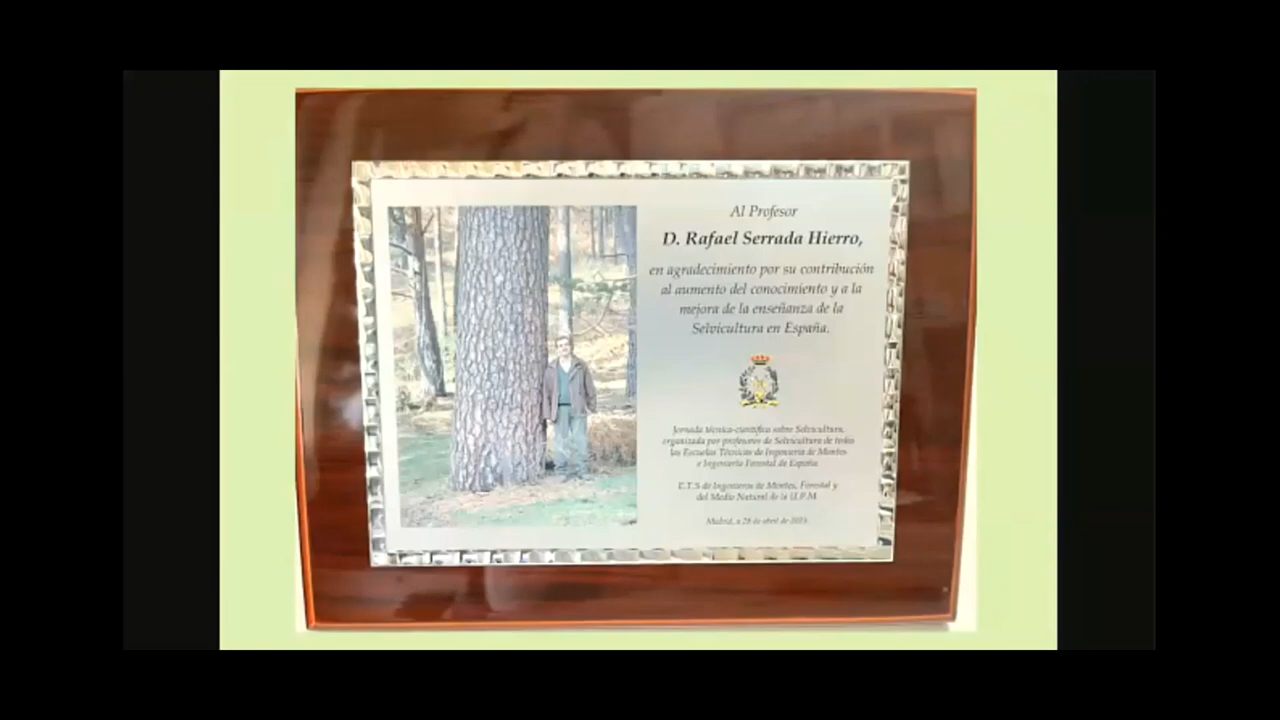 Al Profesor
D. Rafael Serrada Hierro,
en agradecimiento por su contribución
al aumento del conocimiento y a la
mejora de la enseñanza de la
Selvicultura en España.
Jornada técnica-científica sobre Selvicultura,
organizada por profesores de Selvicultura de todas
las Escuelas Técnicas de Ingeniería de Montes
e Ingeniería Forestal de España
E.T.S de Ingenieros de Montes, Forestal y
del Medio Natural de la U.P.M.
Madrid, a 28 de abril de